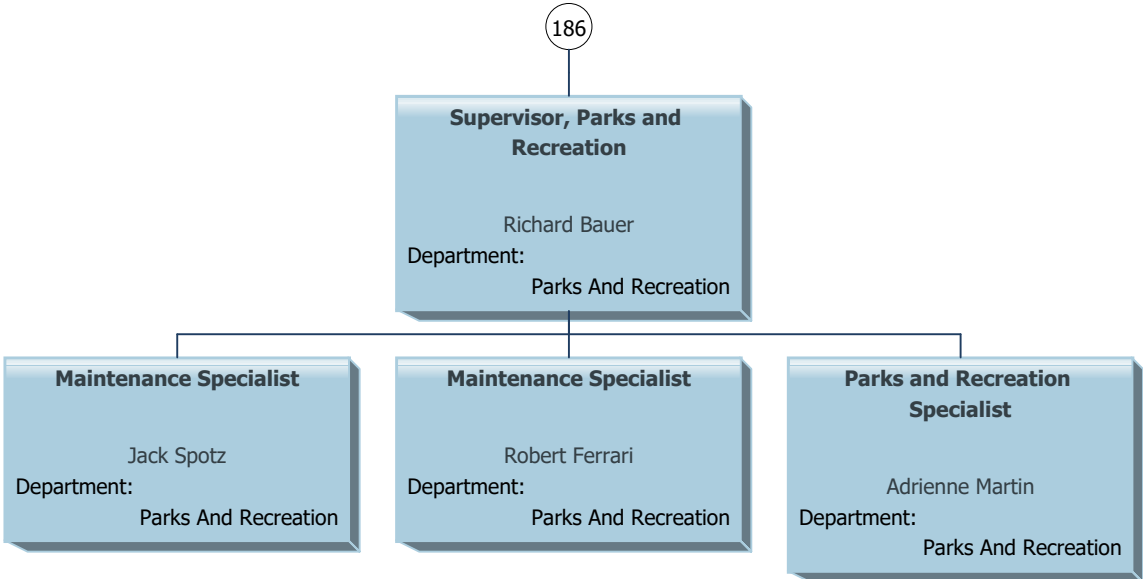 186
Supervisor, Parks and
Recreation
Richard Bauer
Department:
Parks And Recreation
Maintenance Specialist
Jack Spotz
Department:
Parks And Recreation
Maintenance Specialist
Robert Ferrari
Department:
Parks And Recreation
Parks and Recreation
Specialist
Adrienne Martin
Department:
Parks And Recreation